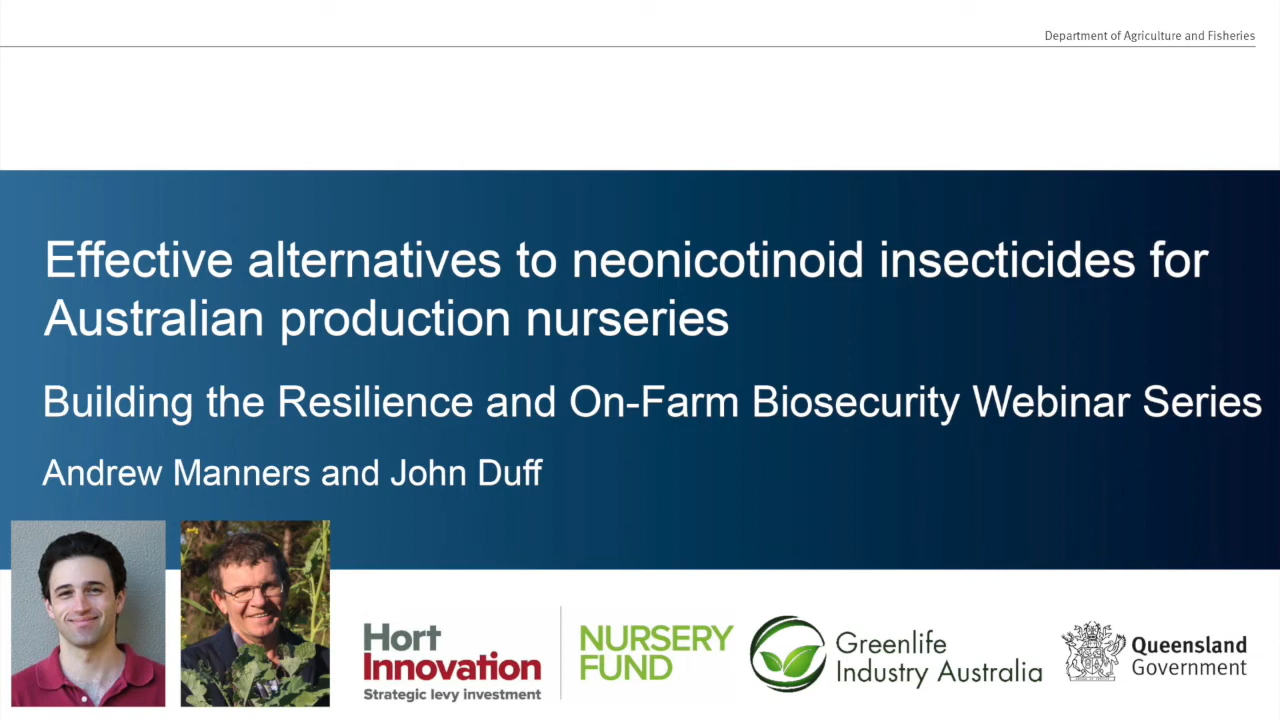 Department of Agriculture and Fisheries
Effective alternatives to neonicotinoid insecticides for
Australian production nurseries
Building the Resilience and On-Farm Biosecurity Webinar Series
Andrew Manners and John Duff
Hort
Innovation
Strategic levy investment
NURSERY
FUND
Greenlife
Industry Australia
Queensland
Government